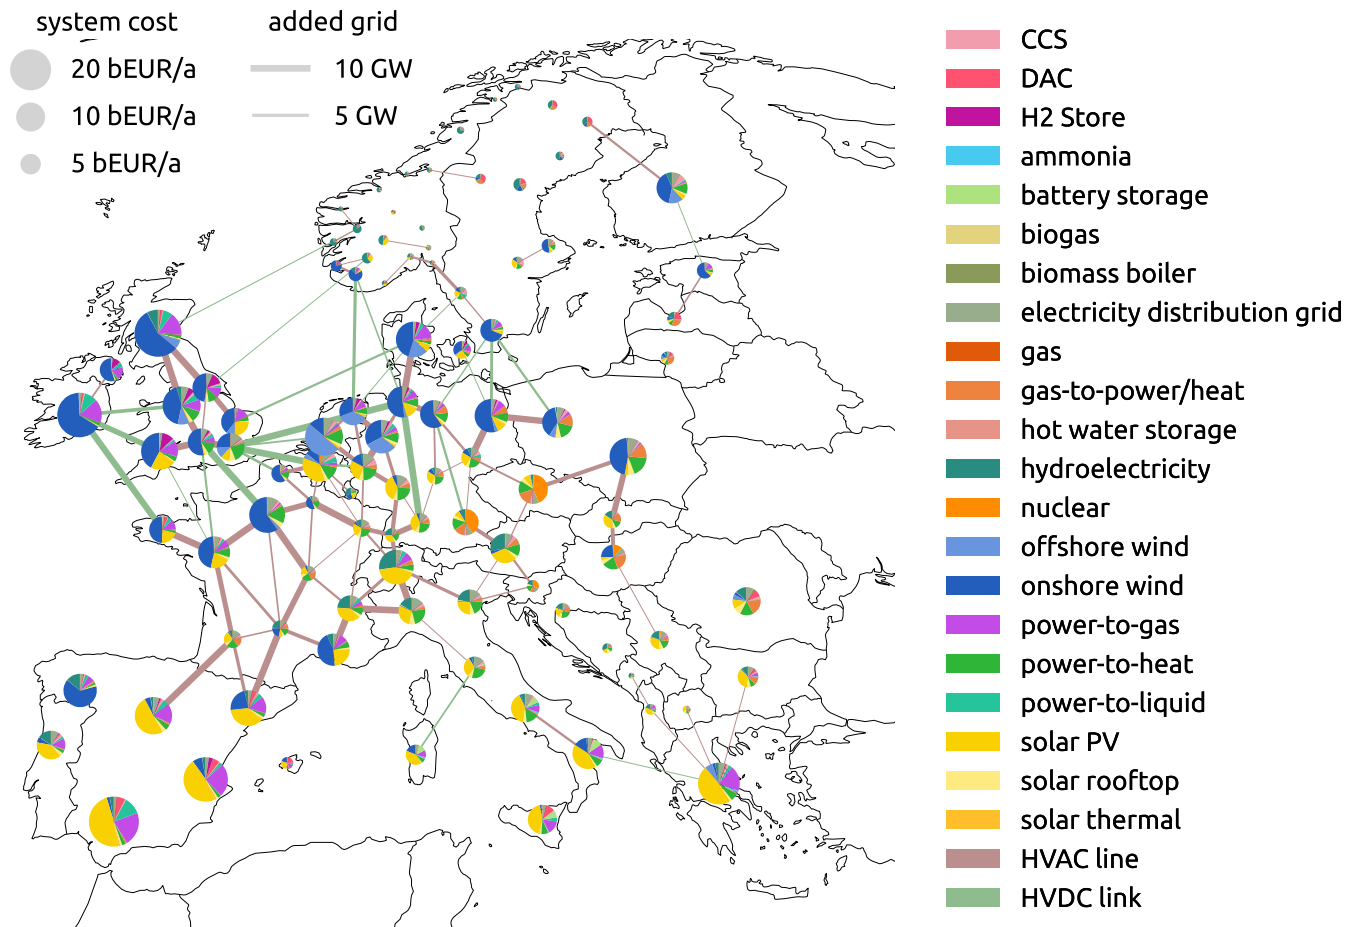 system cost
added grid
20 bEUR/a
10 GW
10 bEUR/a
5 GW
5 bEUR/a
CCS
DAC
H2 Store
ammonia
battery storage
biogas
biomass boiler
electricity distribution grid
gas
gas-to-power/heat
hot water storage
hydroelectricity
nuclear
offshore wind
onshore wind
power-to-gas
power-to-heat
power-to-liquid
solar PV
solar rooftop
solar thermal
HVAC line
HVDC link